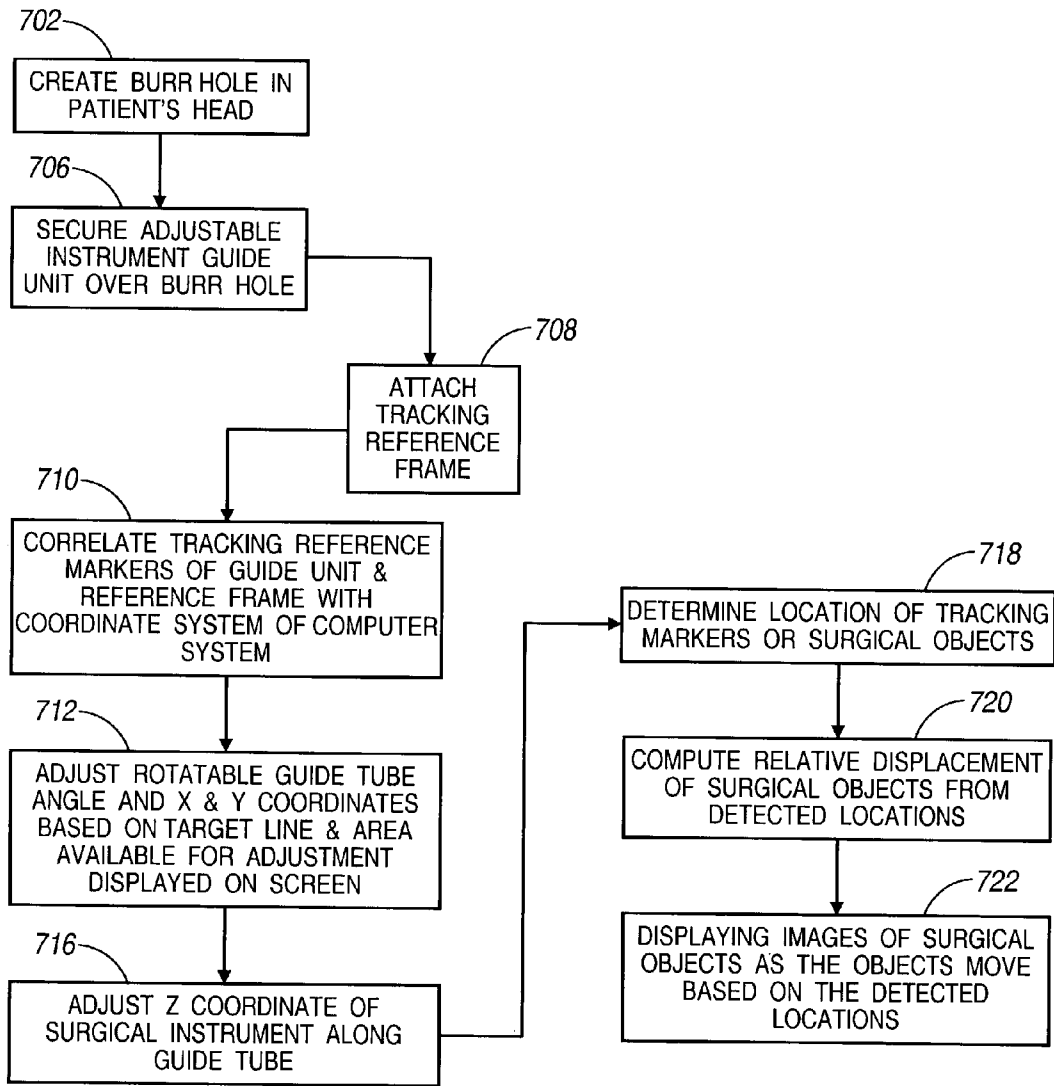 702
CREATE BURR HOLE IN
PATIENT'S HEAD
706
SECURE ADJUSTABLE
INSTRUMENT GUIDE
UNIT OVER BURR HOLE
708
ATTACH
TRACKING
REFERENCE
FRAME
710
CORRELATE TRACKING REFERENCE
MARKERS OF GUIDE UNIT &
REFERENCE FRAME WITH
COORDINATE SYSTEM OF COMPUTER
SYSTEM
712
ADJUST ROTATABLE GUIDE TUBE
ANGLE AND X & Y COORDINATES
BASED ON TARGET LINE & AREA
AVAILABLE FOR ADJUSTMENT
DISPLAYED ON SCREEN
716
ADJUST Z COORDINATE OF
SURGICAL INSTRUMENT ALONG
GUIDE TUBE
718
DETERMINE LOCATION OF TRACKING
MARKERS OR SURGICAL OBJECTS
720
COMPUTE RELATIVE DISPLACEMENT
OF SURGICAL OBJECTS FROM
DETECTED LOCATIONS
722
DISPLAYING IMAGES OF SURGICAL
OBJECTS AS THE OBJECTS MOVE
BASED ON THE DETECTED
LOCATIONS